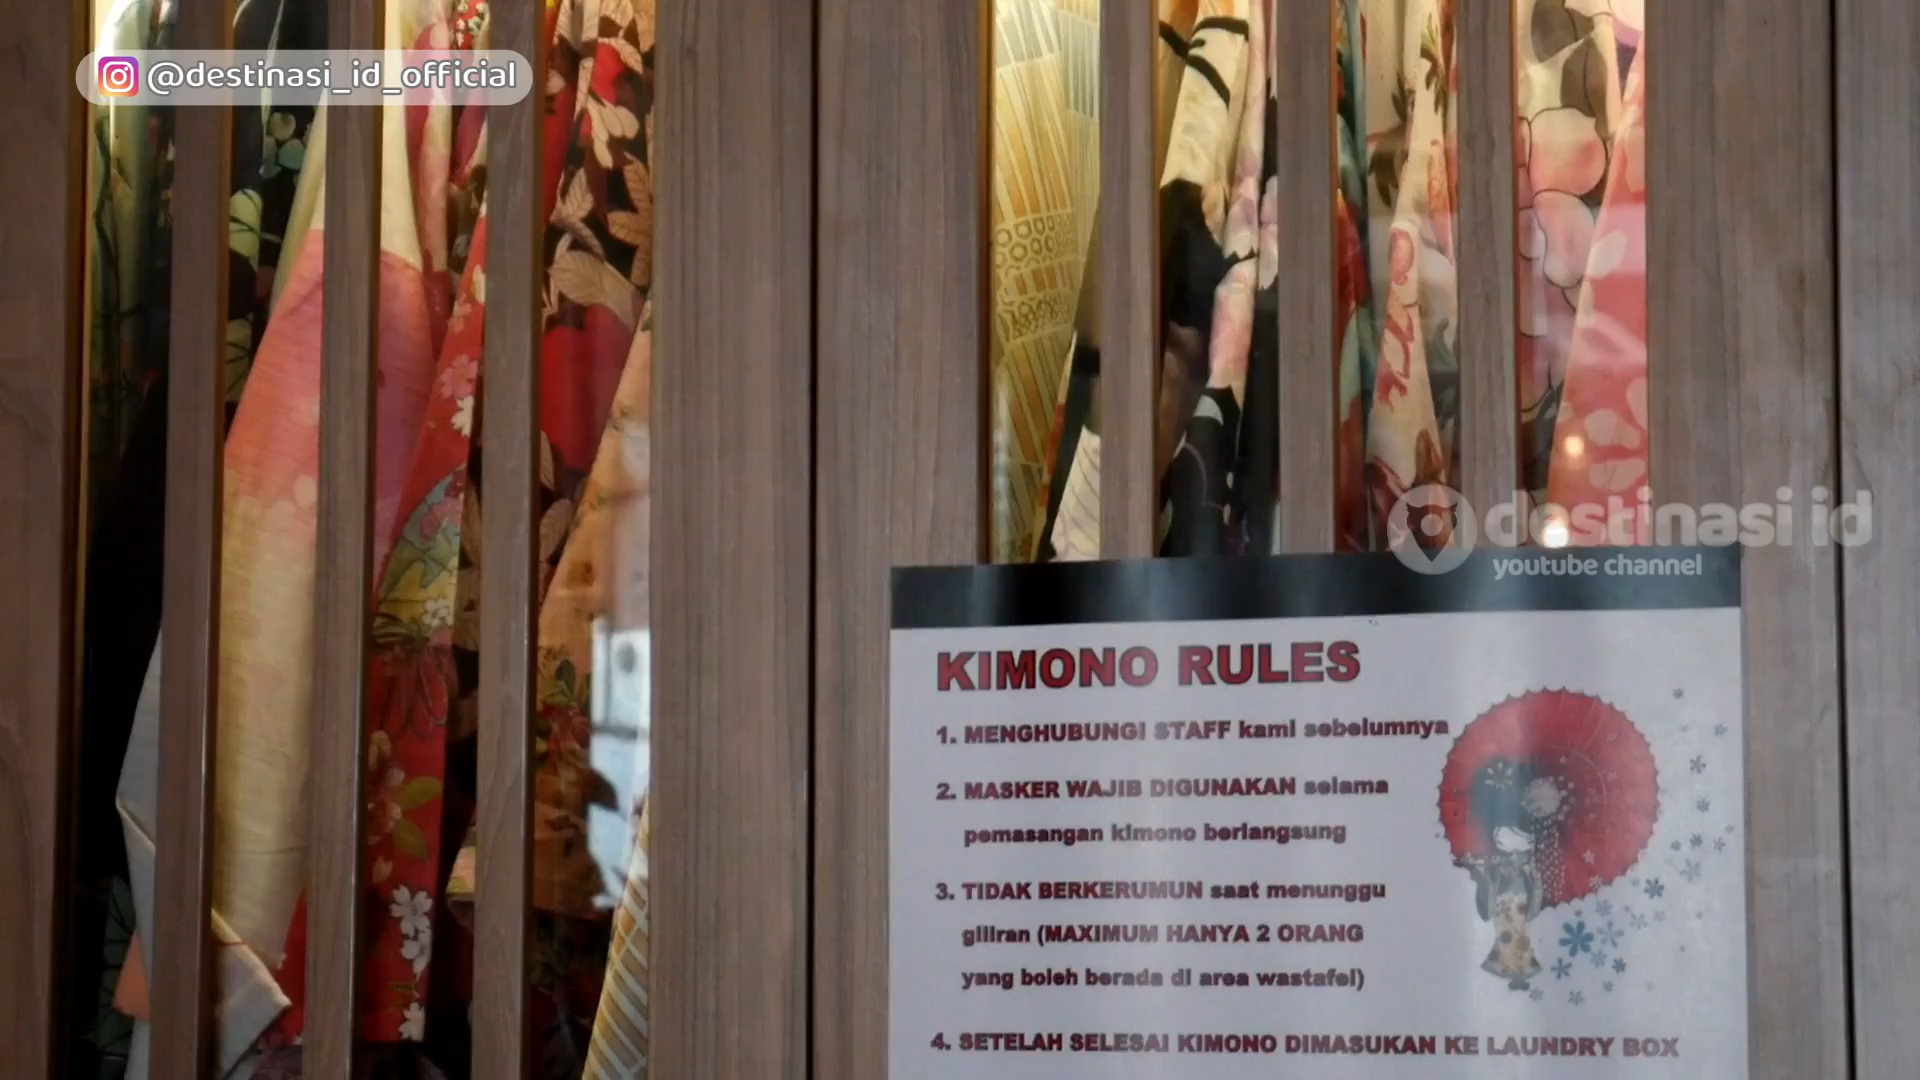 @destinasi_id_official
destinasi id
youtube channel
KIMONO RULES
1. MENGHUBUNGI STAFF kami sebelumnya
2. MASKER WAJIB DIGUNAKAN selama
pemasangan kimono berlangsung
3. TIDAK BERKERUMUN saat menunggu
giliran (MAXIMUM HANYA 2 ORANG
yang boleh berada di area wastafel)
4. SETELAH SELESAI KIMONO DIMASUKAN KE LAUNDRY BOX